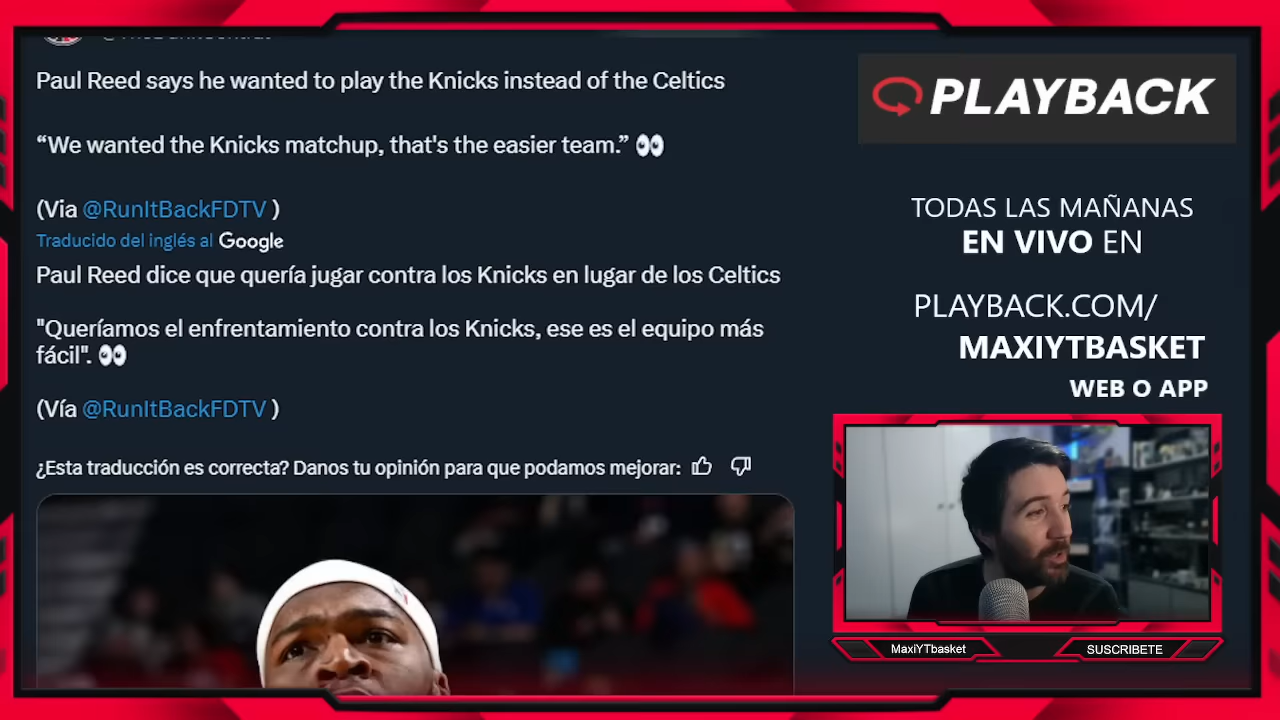 Paul Reed says he wanted to play the Knicks instead of the Celtics
“We wanted the Knicks matchup, that's the easier team.” 👀
(Via @RunItBackFDTV )
Traducido del inglés al Google
Paul Reed dice que quería jugar contra los Knicks en lugar de los Celtics
"Queríamos el enfrentamiento contra los Knicks, ese es el equipo más
fácil". 👀
(Vía @RunItBackFDTV )
¿Esta traducción es correcta? Danos tu opinión para que podamos mejorar:
PLAYBACK
TODAS LAS MAÑANAS
EN VIVO EN
PLAYBACK.COM/
MAXIYTBASKET
WEB O APP
MaxiYTbasket
SUSCRIBETE